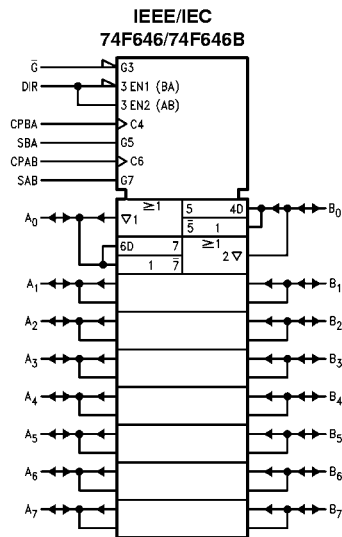 IEEE/IEC
74F646/74F646B
G̅ G3
DIR 3 EN1 (BA)
3 EN2 (AB)
CPBA C4
SBA G5
CPAB C6
SAB G7
A₀ ▽1 ≥1 5 4D B₀
5̅ 1
6D 7 ≥1
1 7̅ 2▽
A₁ B₁
A₂ B₂
A₃ B₃
A₄ B₄
A₅ B₅
A₆ B₆
A₇ B₇